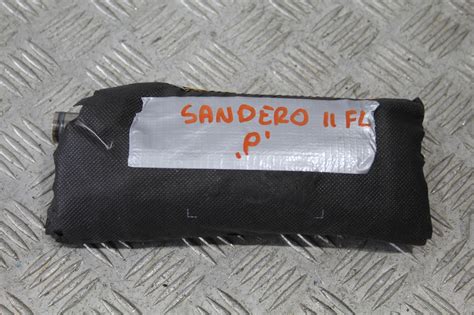 SANDERO II FL
'P'